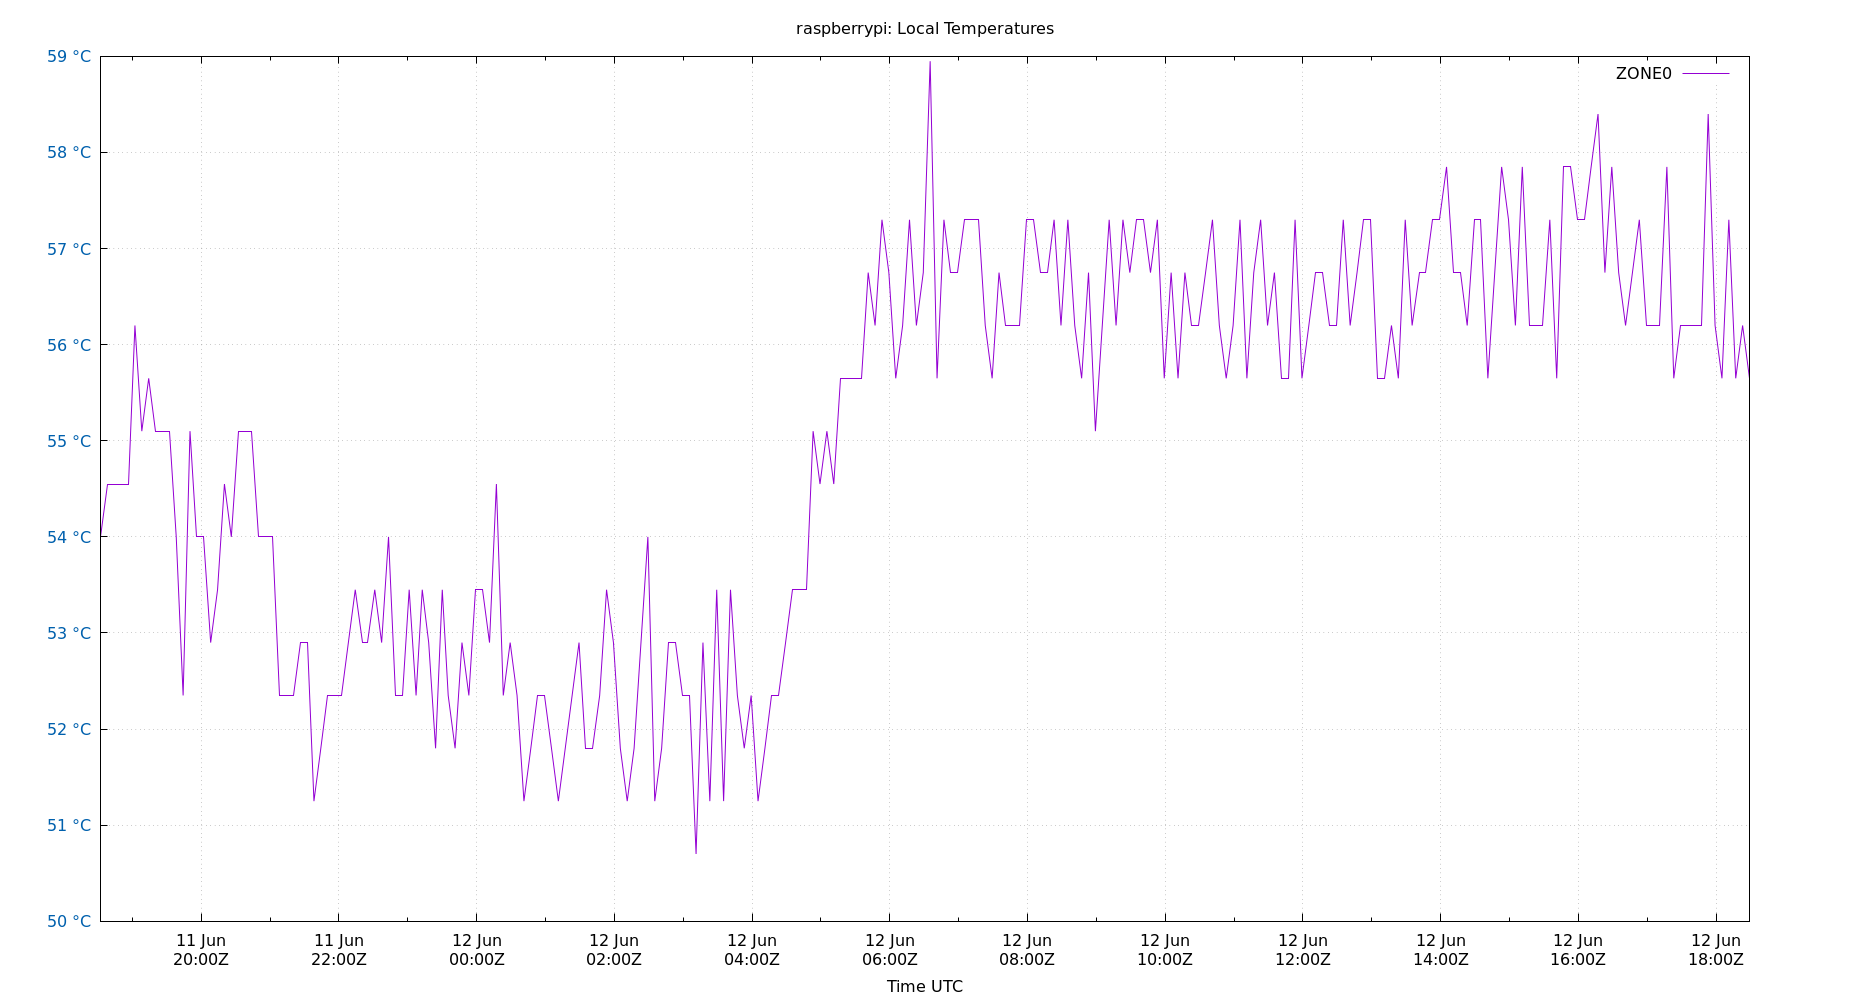 raspberrypi: Local Temperatures
59 °C
ZONE0
58 °C
57 °C
56 °C
55 °C
54 °C
53 °C
52 °C
51 °C
50 °C
11 Jun 11 Jun 12 Jun 12 Jun 12 Jun 12 Jun 12 Jun 12 Jun 12 Jun 12 Jun 12 Jun 12 Jun
20:00Z 22:00Z 00:00Z 02:00Z 04:00Z 06:00Z 08:00Z 10:00Z 12:00Z 14:00Z 16:00Z 18:00Z
Time UTC